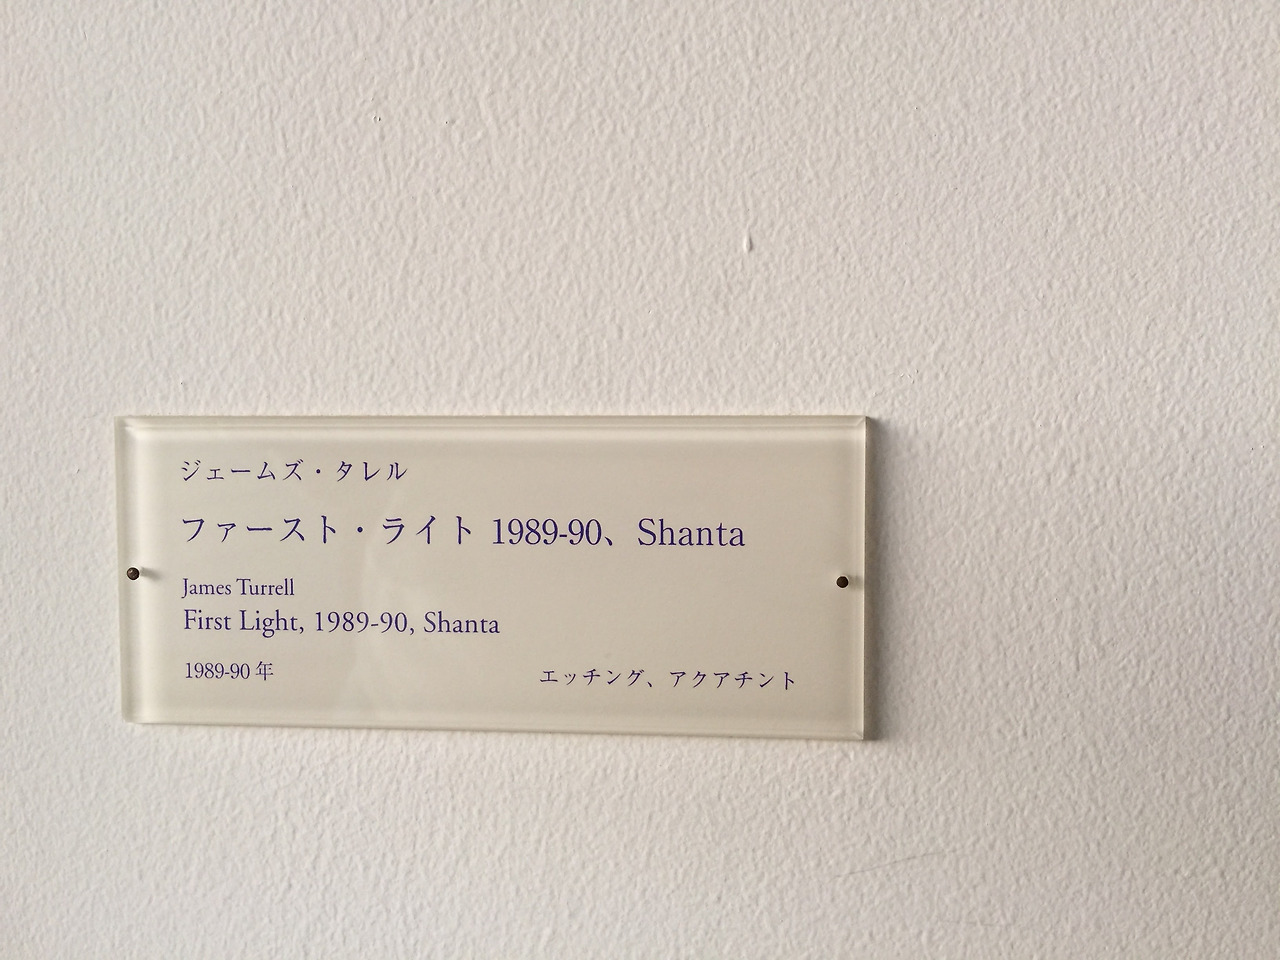 ジェームズ・タレル
ファースト・ライト 1989-90、Shanta
James Turrell
First Light, 1989-90, Shanta
1989-90 年
エッチング、アクアチント